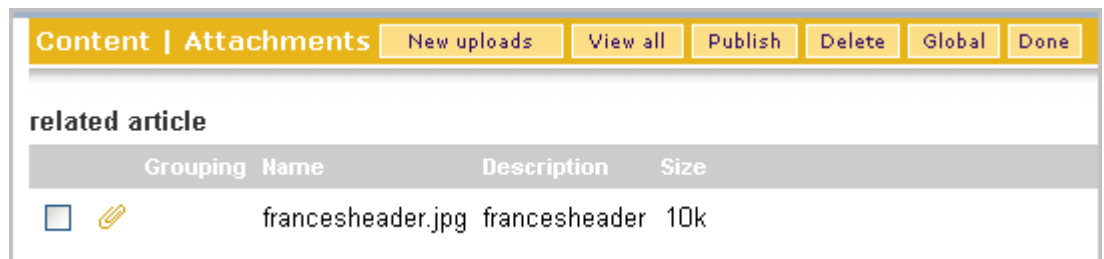 Content | Attachments New uploads View all Publish Delete Global Done
related article
Grouping Name Description Size
francesheader.jpg francesheader 10k